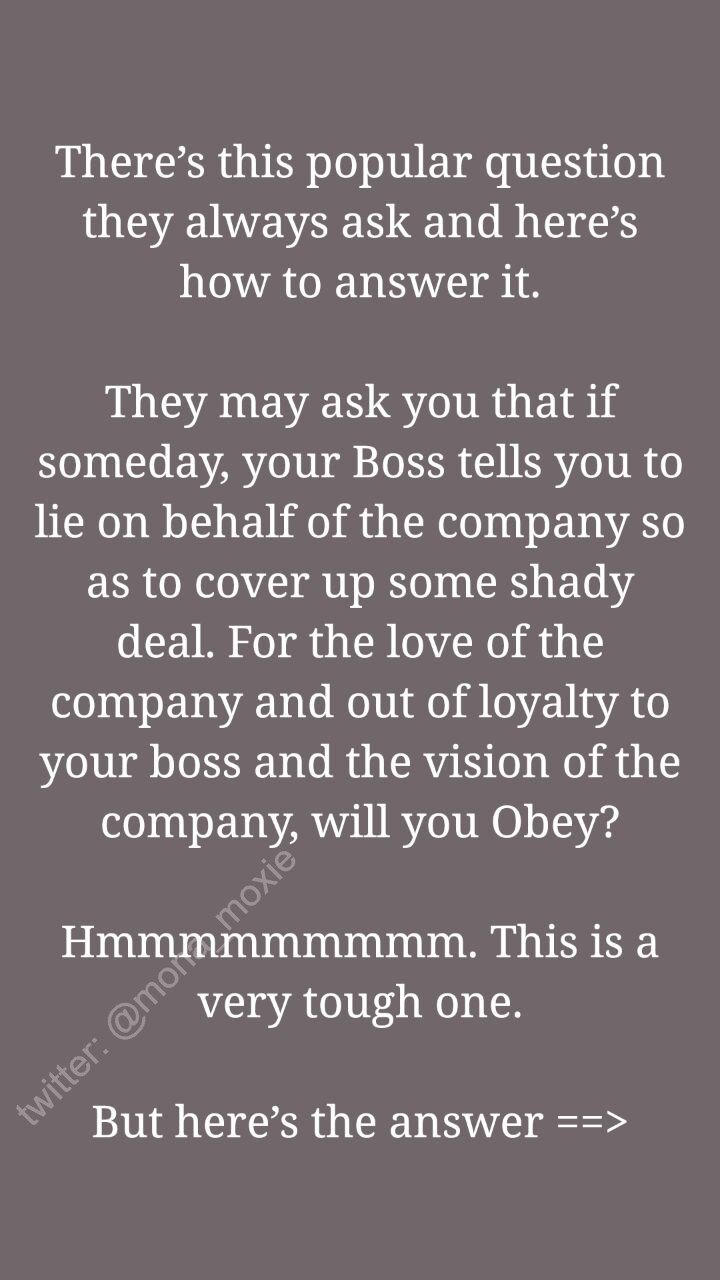 There’s this popular question
they always ask and here’s
how to answer it.
They may ask you that if
someday, your Boss tells you to
lie on behalf of the company so
as to cover up some shady
deal. For the love of the
company and out of loyalty to
your boss and the vision of the
company, will you Obey?
Hmmmmmmmmm. This is a
very tough one.
twitter: @mona_moxie
But here’s the answer ==>